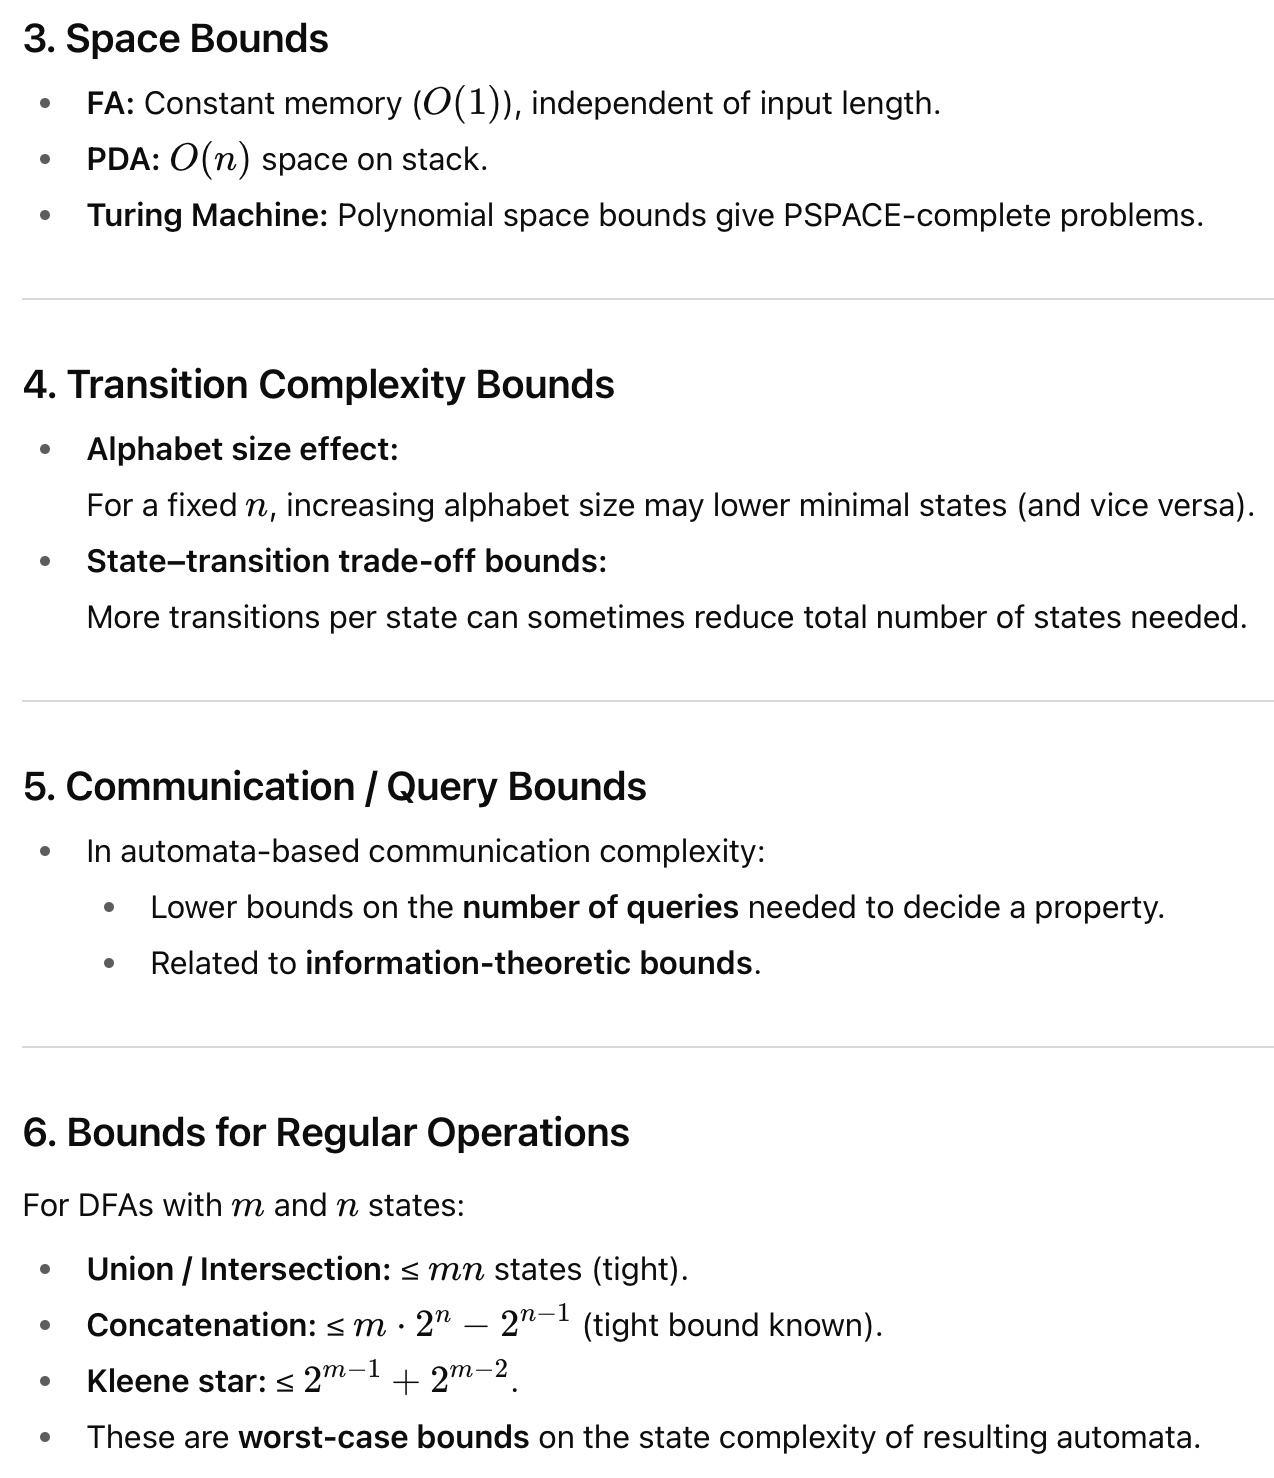 3. Space Bounds
• FA: Constant memory (O(1)), independent of input length.
• PDA: O(n) space on stack.
• Turing Machine: Polynomial space bounds give PSPACE-complete problems.
4. Transition Complexity Bounds
• Alphabet size effect:
For a fixed n, increasing alphabet size may lower minimal states (and vice versa).
• State–transition trade-off bounds:
More transitions per state can sometimes reduce total number of states needed.
5. Communication / Query Bounds
• In automata-based communication complexity:
• Lower bounds on the number of queries needed to decide a property.
• Related to information-theoretic bounds.
6. Bounds for Regular Operations
For DFAs with m and n states:
• Union / Intersection: ≤ mn states (tight).
• Concatenation: ≤ m · 2^{n−1} − 2^{n−1} (tight bound known).
• Kleene star: ≤ 2^{m−1} + 2^{m−2}.
• These are worst-case bounds on the state complexity of resulting automata.